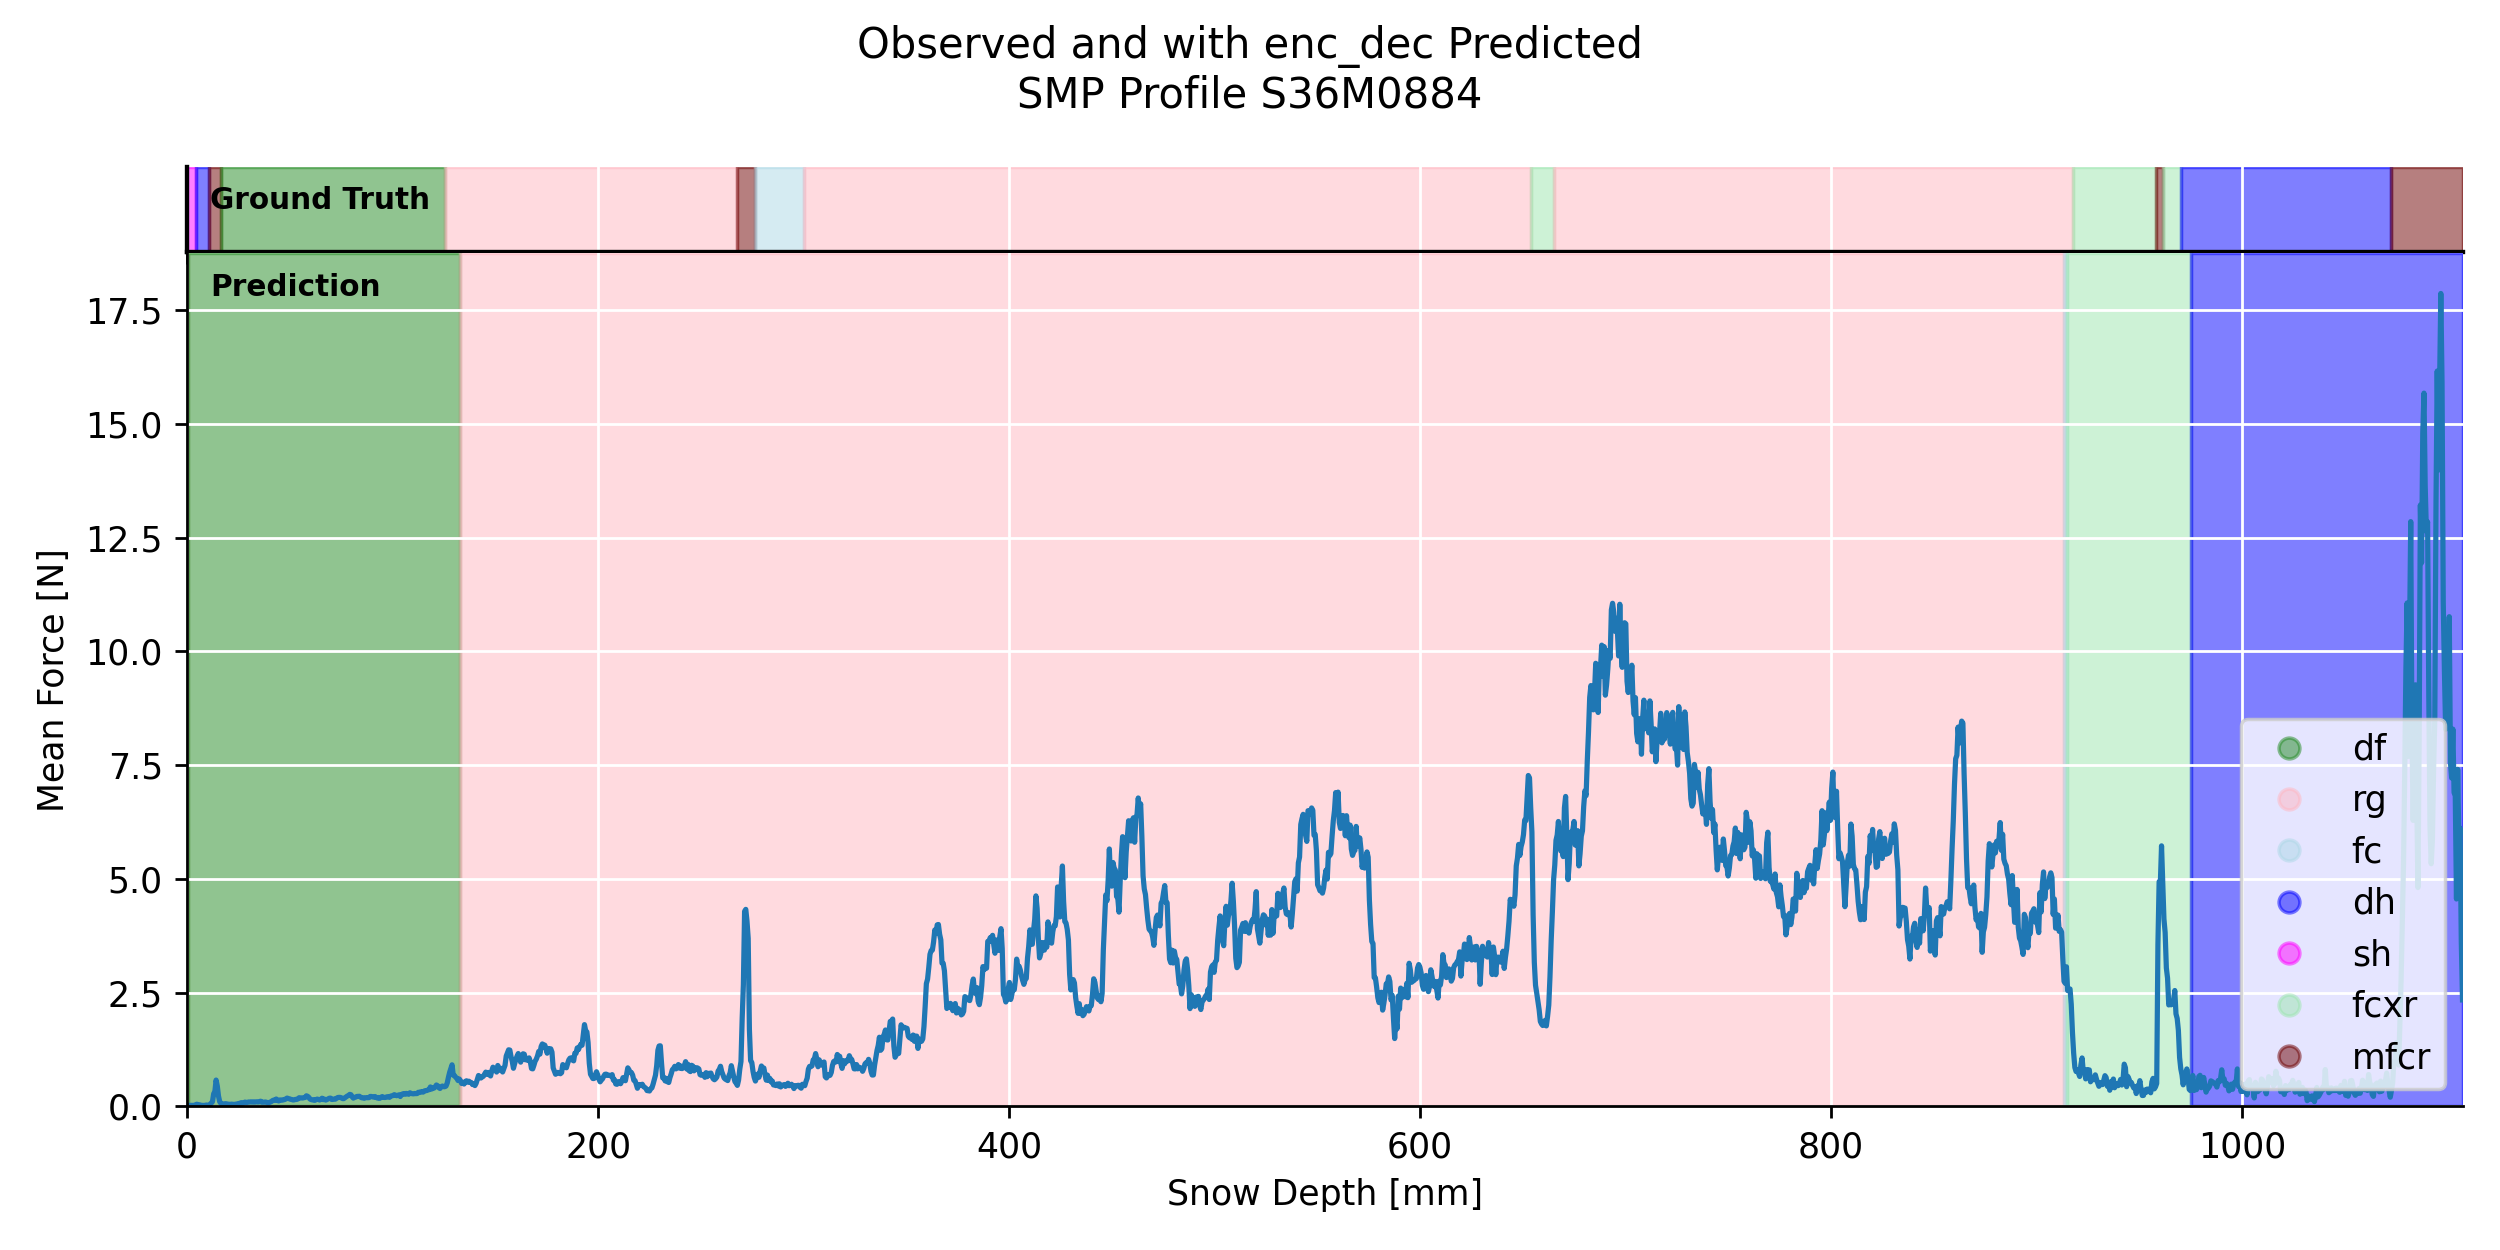 Observed and with enc_dec Predicted
SMP Profile S36M0884
Ground Truth
Prediction
17.5
15.0
12.5
10.0
7.5
5.0
2.5
0.0
Mean Force [N]
0 200 400 600 800 1000
Snow Depth [mm]
df
rg
fc
dh
sh
fcxr
mfcr